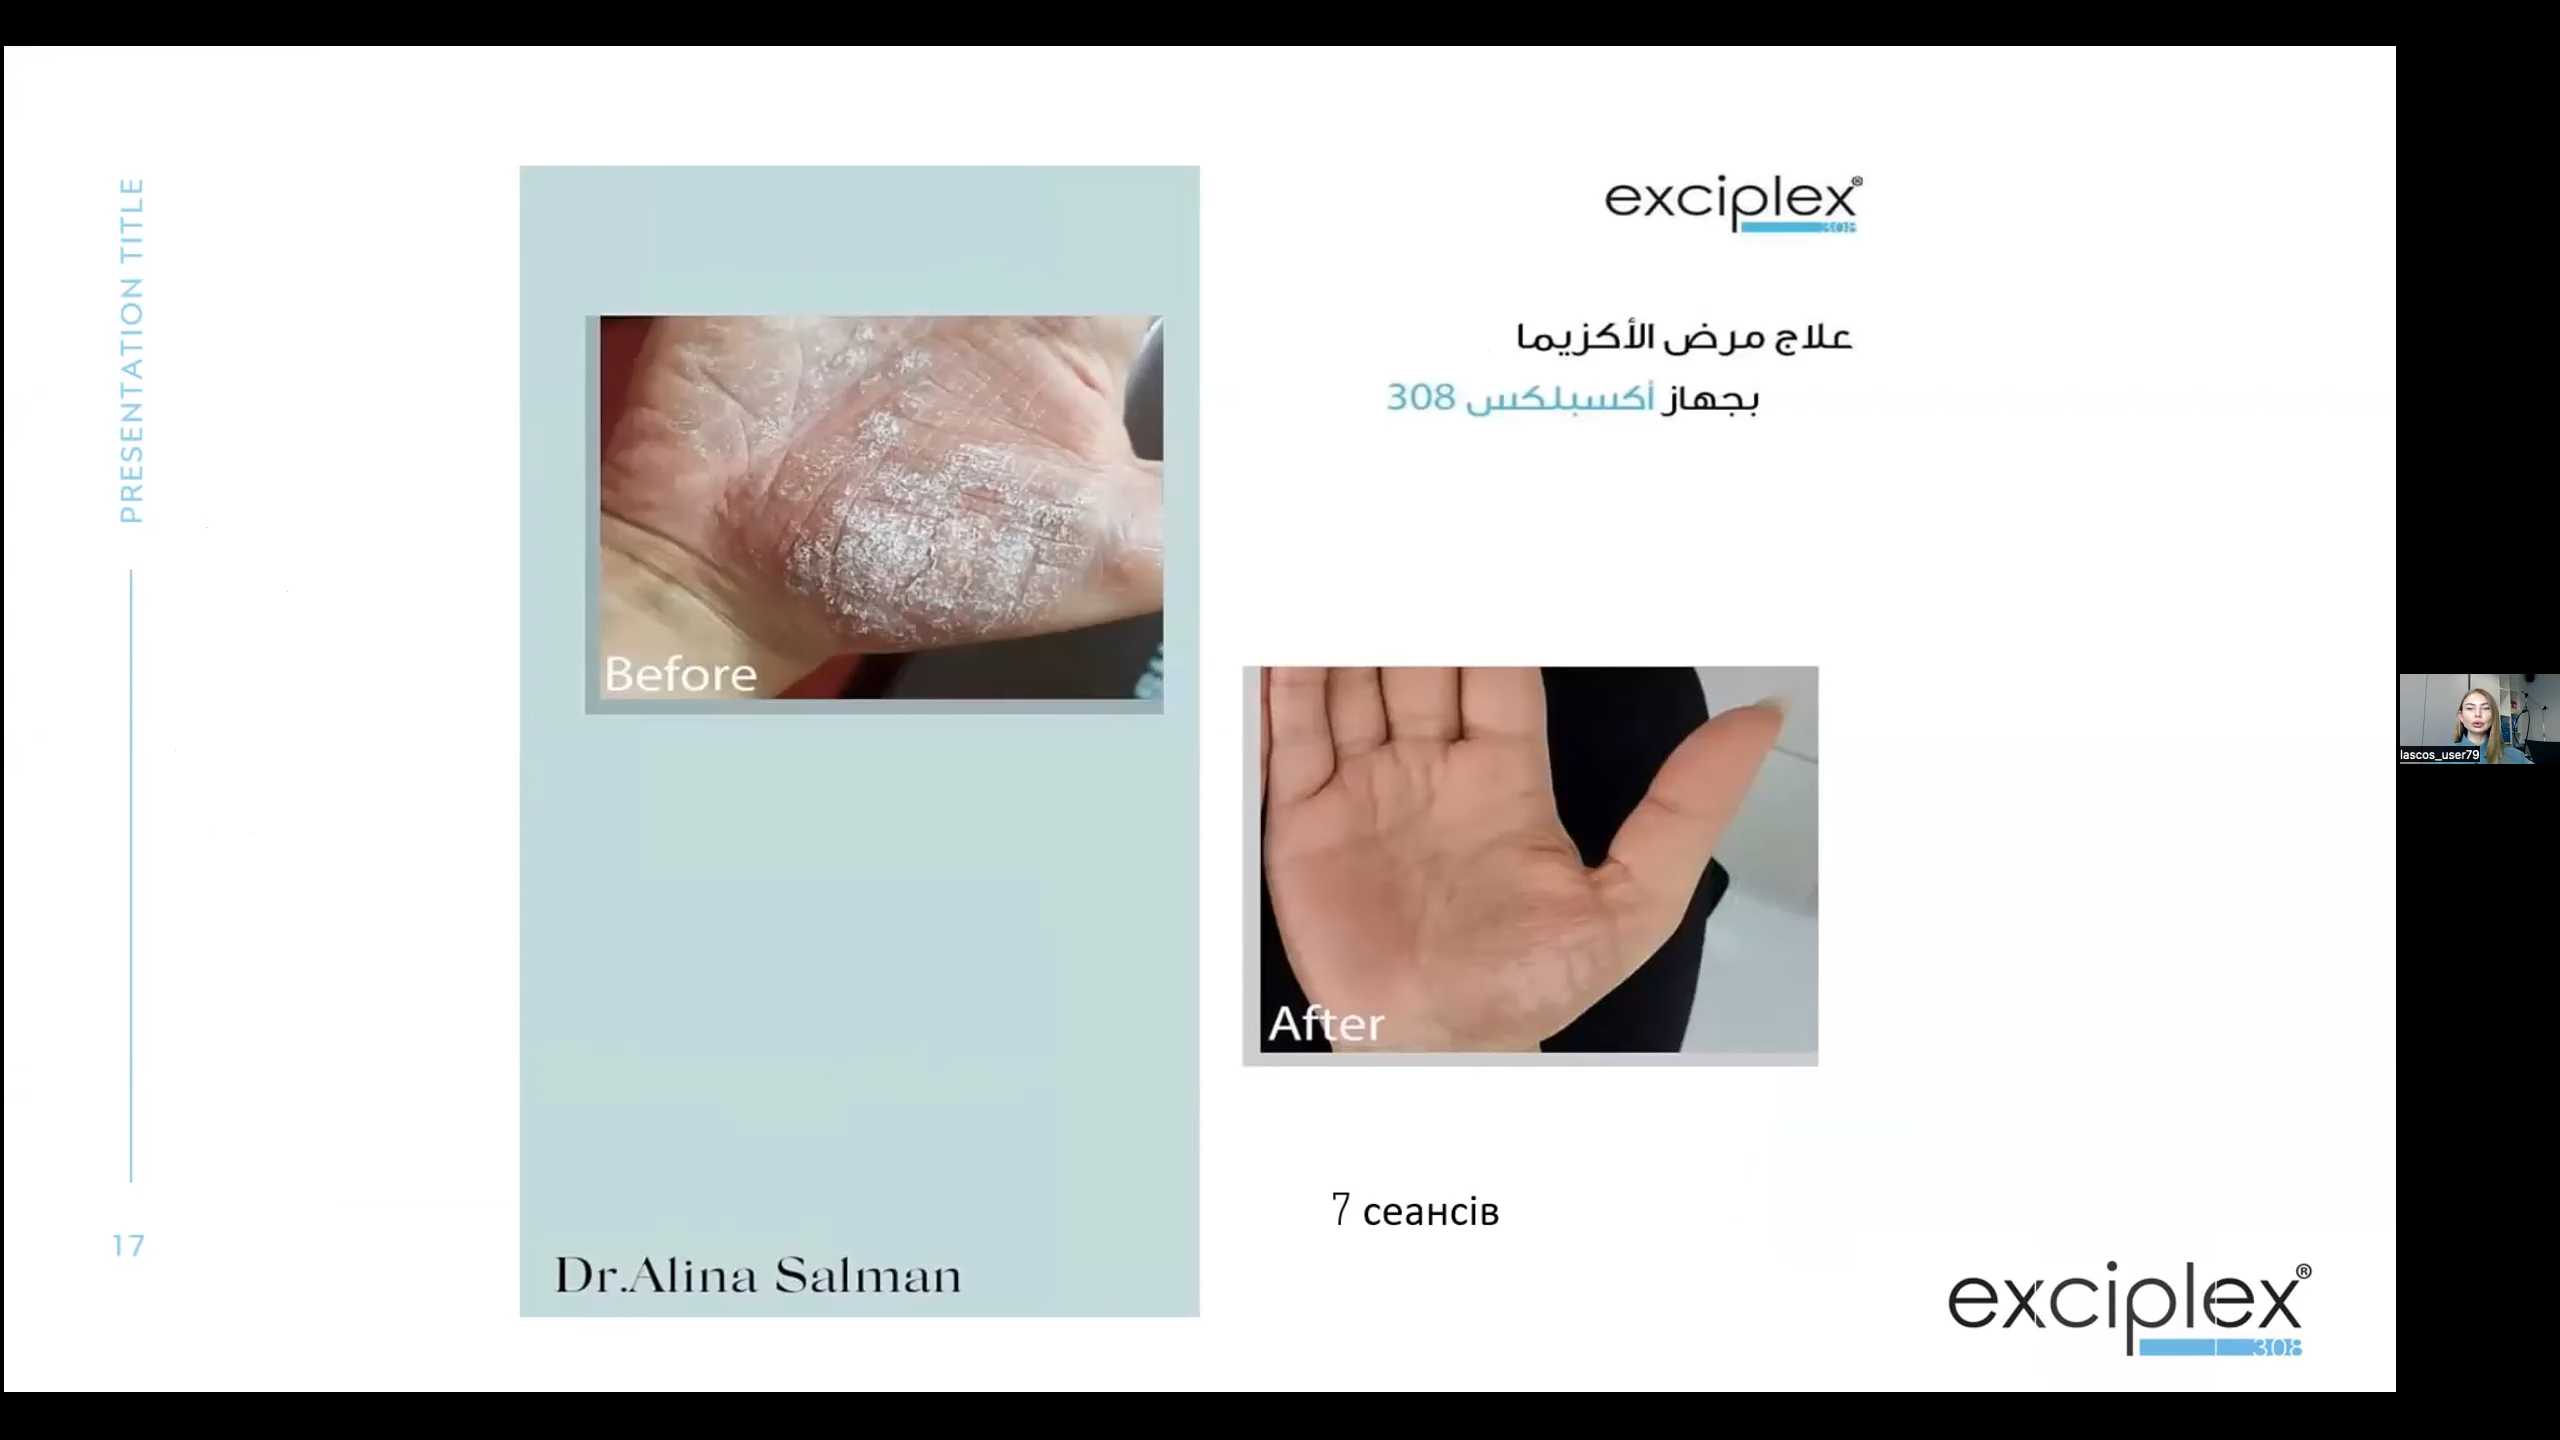 PRESENTATION TITLE
17
Before
Dr.Alina Salman
exciplex®
308
علاج مرض الأكزيما
بجهاز أكسبلكس 308
After
7 сеансів
exciplex®
308
lascos_user79